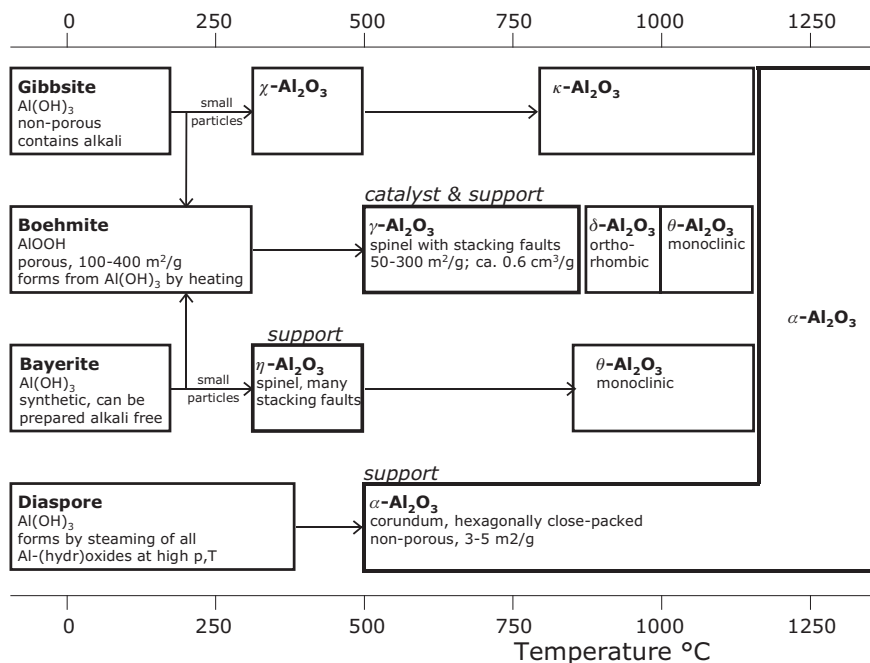 0 250 500 750 1000 1250
Gibbsite
Al(OH)₃
non-porous
contains alkali
small
particles
χ-Al₂O₃
κ-Al₂O₃
catalyst & support
Boehmite
AlOOH
porous, 100-400 m²/g
forms from Al(OH)₃ by heating
γ-Al₂O₃
spinel with stacking faults
50-300 m²/g; ca. 0.6 cm³/g
δ-Al₂O₃
ortho-
rhombic
θ-Al₂O₃
monoclinic
α-Al₂O₃
support
Bayerite
Al(OH)₃
synthetic, can be
prepared alkali free
small
particles
η-Al₂O₃
spinel, many
stacking faults
θ-Al₂O₃
monoclinic
support
Diaspore
Al(OH)₃
forms by steaming of all
Al-(hydr)oxides at high p,T
α-Al₂O₃
corundum, hexagonally close-packed
non-porous, 3-5 m2/g
0 250 500 750 1000 1250
Temperature °C